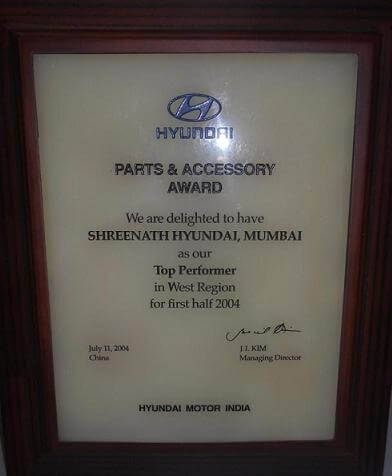 HYUNDAI
PARTS & ACCESSORY
AWARD
We are delighted to have
SHREENATH HYUNDAI, MUMBAI
as our
Top Performer
in West Region
for first half 2004
July 11, 2004
China
J.I. KIM
Managing Director
HYUNDAI MOTOR INDIA